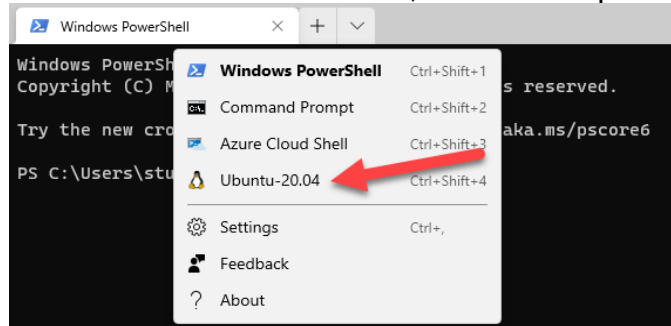 Windows PowerShell
Windows PowerSh
Copyright (C) M
s reserved.
Try the new cro
aka.ms/pscore6
PS C:\Users\stu
Windows PowerShell Ctrl+Shift+1
Command Prompt Ctrl+Shift+2
Azure Cloud Shell Ctrl+Shift+3
Ubuntu-20.04 Ctrl+Shift+4
Settings Ctrl+,
Feedback
About